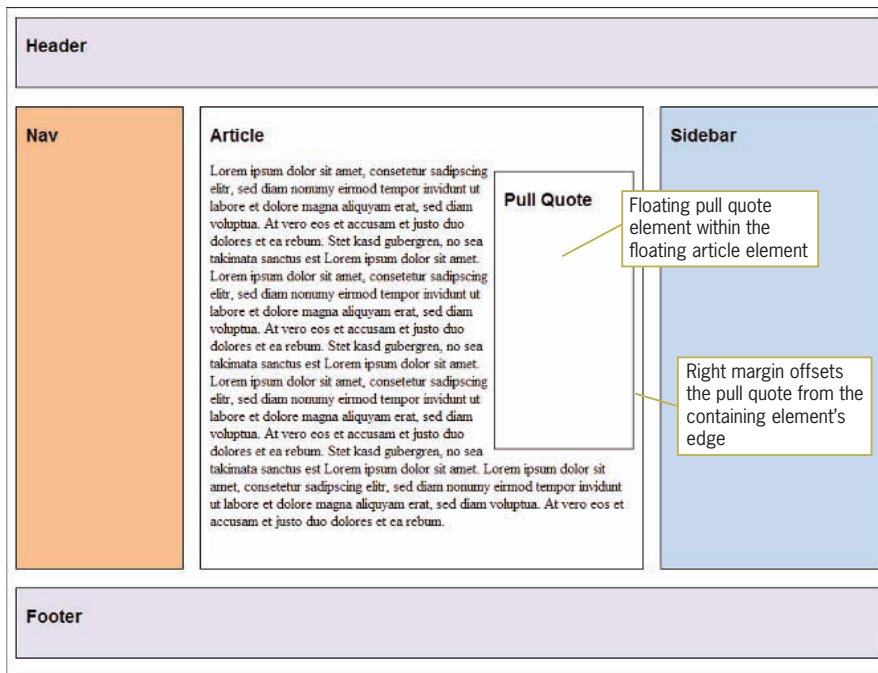 Header
Nav
Article
Lorem ipsum dolor sit amet, consetetur sadipscing
elitr, sed diam nonumy eirmod tempor invidunt ut
labore et dolore magna aliquyam erat, sed diam
voluptua. At vero eos et accusam et justo duo
dolores et ea rebum. Stet kasd gubergren, no sea
takimata sanctus est Lorem ipsum dolor sit amet.
Lorem ipsum dolor sit amet, consetetur sadipscing
elitr, sed diam nonumy eirmod tempor invidunt ut
labore et dolore magna aliquyam erat, sed diam
voluptua. At vero eos et accusam et justo duo
dolores et ea rebum. Stet kasd gubergren, no sea
takimata sanctus est Lorem ipsum dolor sit amet.
Lorem ipsum dolor sit amet, consetetur sadipscing
elitr, sed diam nonumy eirmod tempor invidunt ut
labore et dolore magna aliquyam erat, sed diam
voluptua. At vero eos et accusam et justo duo
dolores et ea rebum. Stet kasd gubergren, no sea
takimata sanctus est Lorem ipsum dolor sit amet. Lorem ipsum dolor sit
amet, consetetur sadipscing elitr, sed diam nonumy eirmod tempor invidunt
ut labore et dolore magna aliquyam erat, sed diam voluptua. At vero eos et
accusam et justo duo dolores et ea rebum.
Pull Quote
Sidebar
Floating pull quote
element within the
floating article element
Right margin offsets
the pull quote from the
containing element's
edge
Footer